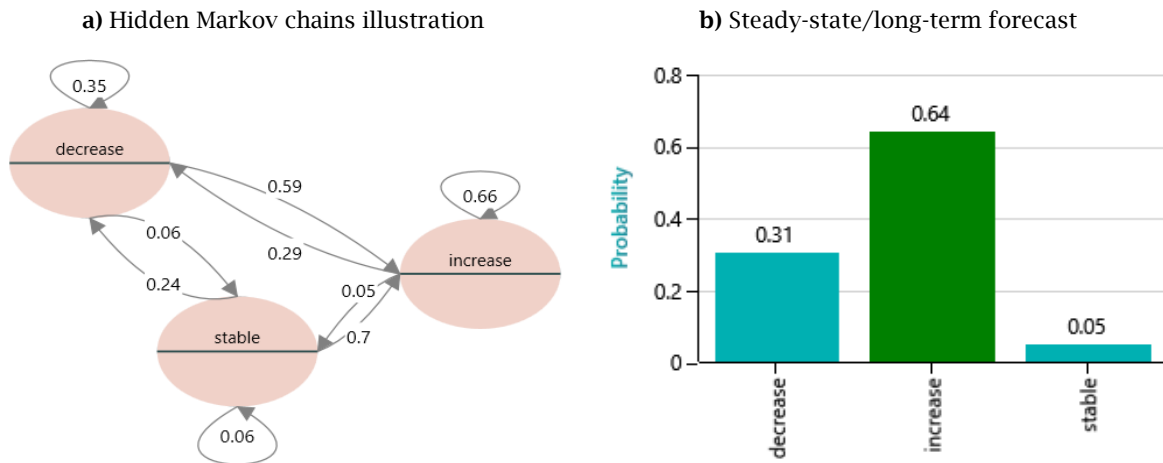 a) Hidden Markov chains illustration
0.35
decrease
0.59
0.66
0.06
0.29
increase
0.24
0.05
stable
0.7
0.06
b) Steady-state/long-term forecast
Probability
0.8
0.6
0.4
0.2
0
0.31
0.64
0.05
decrease
increase
stable